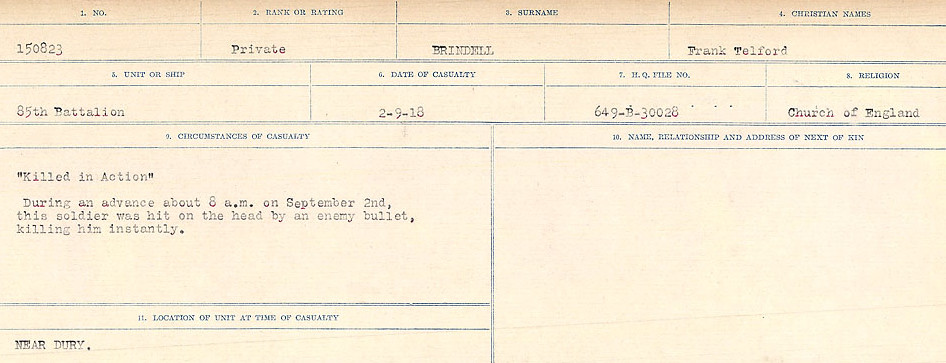 1. NO. 2. RANK OR RATING 3. SURNAME 4. CHRISTIAN NAMES
150823 Private BRINDELL Frank Telford
5. UNIT OR SHIP 6. DATE OF CASUALTY 7. H.Q. FILE NO. 8. RELIGION
85th Battalion 2-9-18 649-B-30028 Church of England
9. CIRCUMSTANCES OF CASUALTY
"Killed in Action"
During an advance about 8 a.m. on September 2nd,
this soldier was hit on the head by an enemy bullet,
killing him instantly.
10. NAME, RELATIONSHIP AND ADDRESS OF NEXT OF KIN
11. LOCATION OF UNIT AT TIME OF CASUALTY
NEAR DURY.